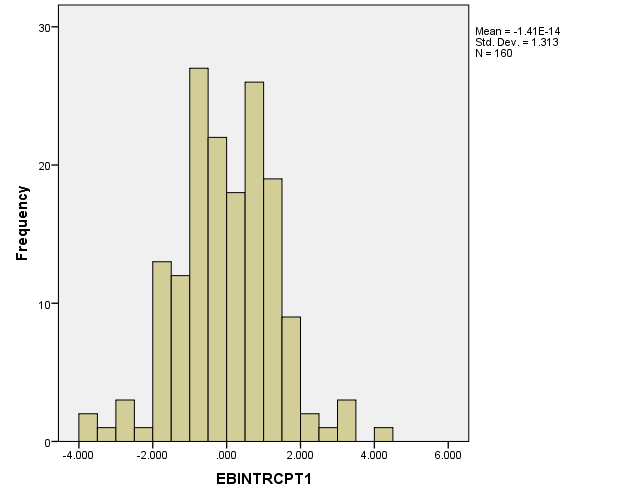 Mean = -1.41E-14
Std. Dev. = 1.313
N = 160
30
20
10
0
Frequency
-4.000 -2.000 .000 2.000 4.000 6.000
EBINTRCPT1